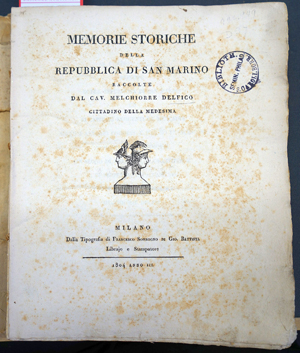 MEMORIE STORICHE
DELLA
REPUBBLICA DI SAN MARINO
RACCOLTE
DAL CAV. MELCHIORRE DELFICO
CITTADINO DELLA MEDESIMA
MILANO
Dalla Tipografia di FRANCESCO SONZOGNO di GIO. BATTISTA
Librajo e Stampatore
1804 ANNO III
BIBLIOTH.